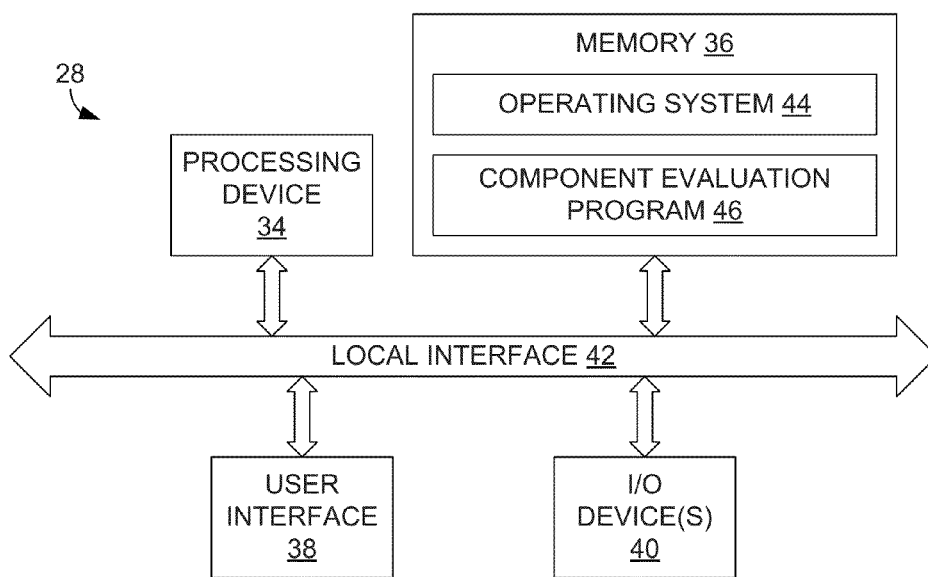 28
MEMORY 36
OPERATING SYSTEM 44
COMPONENT EVALUATION
PROGRAM 46
PROCESSING
DEVICE
34
LOCAL INTERFACE 42
USER
INTERFACE
38
I/O
DEVICE(S)
40